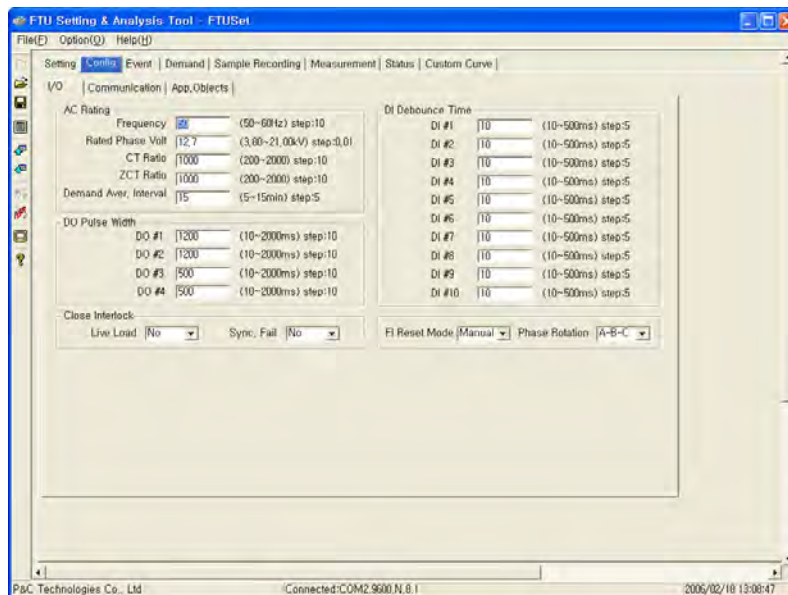 FTU Setting & Analysis Tool - FTUSet
File(F) Option(O) Help(H)
Setting Config Event Demand Sample Recording Measurement Status Custom Curve
I/O Communication App,Objects
AC Rating
Frequency (50~60Hz) step:10
Rated Phase Volt 12,7 (3,80~21,00kV) step:0,01
CT Ratio 1000 (200~2000) step:10
ZCT Ratio 1000 (200~2000) step:10
Demand Aver, Interval 15 (5~15min) step:5
DO Pulse Width
DO #1 1200 (10~2000ms) step:10
DO #2 1200 (10~2000ms) step:10
DO #3 500 (10~2000ms) step:10
DO #4 500 (10~2000ms) step:10
Close Interlock
Live Load No Sync, Fail No
DI Debounce Time
DI #1 10 (10~500ms) step:5
DI #2 10 (10~500ms) step:5
DI #3 10 (10~500ms) step:5
DI #4 10 (10~500ms) step:5
DI #5 10 (10~500ms) step:5
DI #6 10 (10~500ms) step:5
DI #7 10 (10~500ms) step:5
DI #8 10 (10~500ms) step:5
DI #9 10 (10~500ms) step:5
DI #10 10 (10~500ms) step:5
FI Reset Mode Manual Phase Rotation A-B-C
P&C Technologies Co., Ltd Connected:COM2,9600,N,8,1 2006/02/18 13:08:47